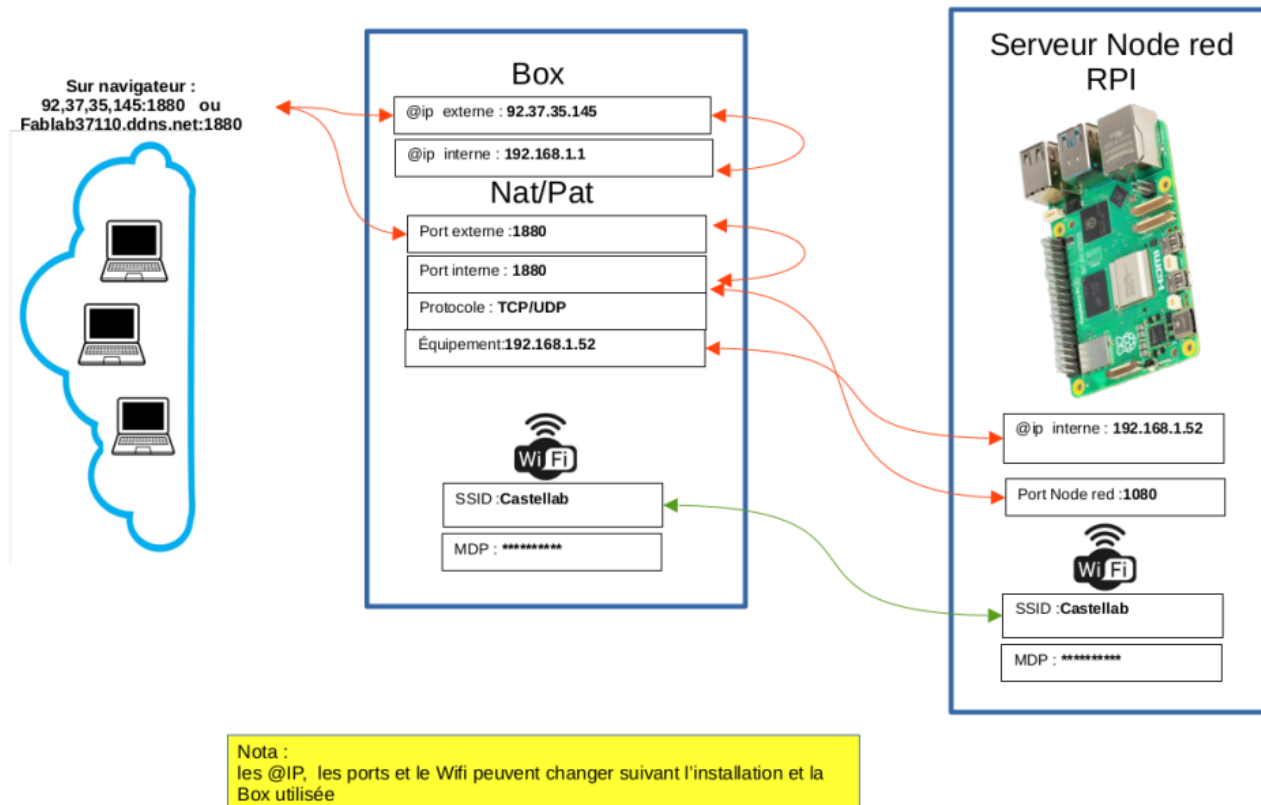 Sur navigateur :
92,37,35,145:1880 ou
Fablab37110.ddns.net:1880
Box
@ip externe : 92.37.35.145
@ip interne : 192.168.1.1
Nat/Pat
Port externe :1880
Port interne : 1880
Protocole : TCP/UDP
Équipement:192.168.1.52
WiFi
SSID :Castellab
MDP : **********
Serveur Node red
RPI
@ip interne : 192.168.1.52
Port Node red :1080
WiFi
SSID :Castellab
MDP : **********
Nota :
les @IP, les ports et le Wifi peuvent changer suivant l'installation et la
Box utilisée